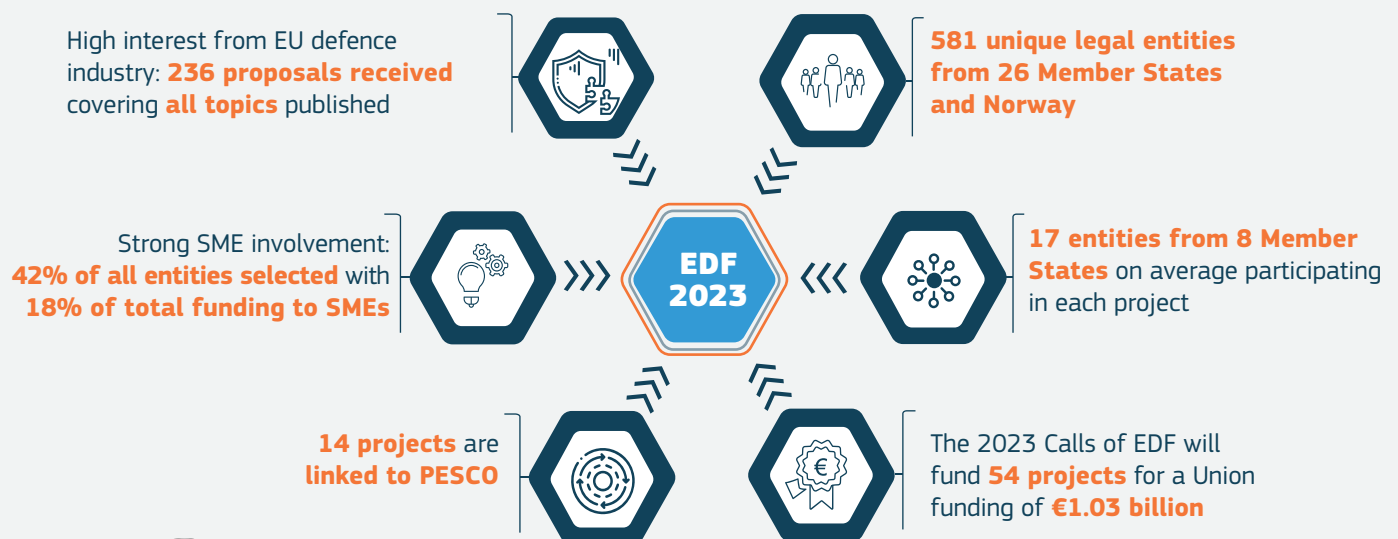 High interest from EU defence
industry: 236 proposals received
covering all topics published
581 unique legal entities
from 26 Member States
and Norway
Strong SME involvement:
42% of all entities selected with
18% of total funding to SMEs
EDF
2023
17 entities from 8 Member
States on average participating
in each project
14 projects are
linked to PESCO
€
The 2023 Calls of EDF will
fund 54 projects for a Union
funding of €1.03 billion